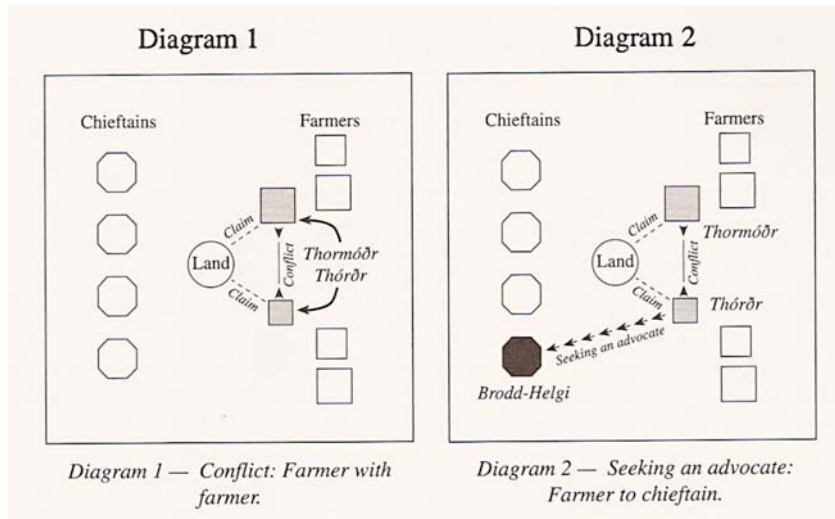 Diagram 1
Chieftains
Farmers
Claim
Land
Conflict
Thormóðr
Thórðr
Claim
Diagram 1 — Conflict: Farmer with
farmer.
Diagram 2
Chieftains
Farmers
Claim
Thormóðr
Land
Conflict
Claim
Thórðr
Seeking an advocate
Brodd-Helgi
Diagram 2 — Seeking an advocate:
Farmer to chieftain.